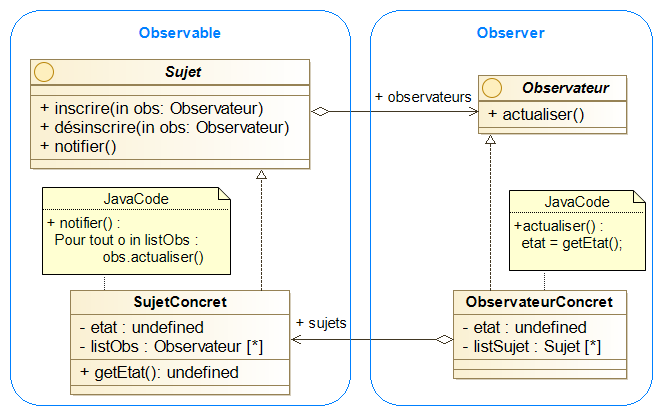 Observable
Observer
Sujet
+ inscrire(in obs: Observateur)
+ désinscrire(in obs: Observateur)
+ notifier()
+ observateurs
Observateur
+ actualiser()
JavaCode
+ notifier() :
Pour tout o in listObs :
obs.actualiser()
JavaCode
+actualiser() :
etat = getEtat();
SujetConcret
- etat : undefined
- listObs : Observateur [*]
+ getEtat(): undefined
+ sujets
ObservateurConcret
- etat : undefined
- listSujet : Sujet [*]